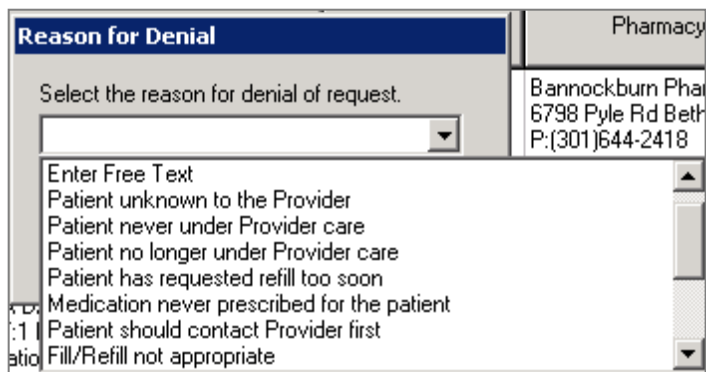 Reason for Denial
Pharmacy
Select the reason for denial of request.
Bannockburn Phar
6798 Pyle Rd Beth
P:(301)644-2418
Enter Free Text
Patient unknown to the Provider
Patient never under Provider care
Patient no longer under Provider care
Patient has requested refill too soon
Medication never prescribed for the patient
Patient should contact Provider first
Fill/Refill not appropriate